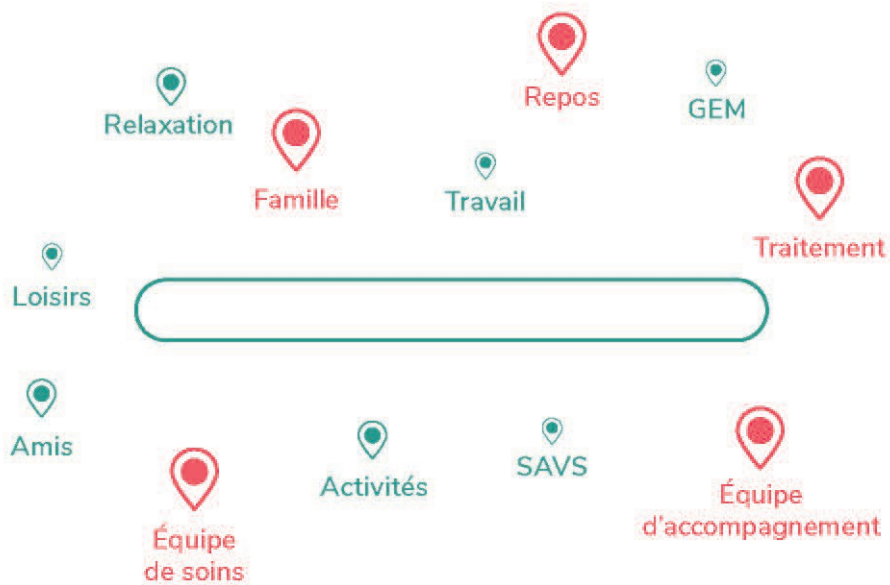 Repos
GEM
Relaxation
Famille
Travail
Traitement
Loisirs
Amis
Activités
SAVS
Équipe
d'accompagnement
Équipe
de soins